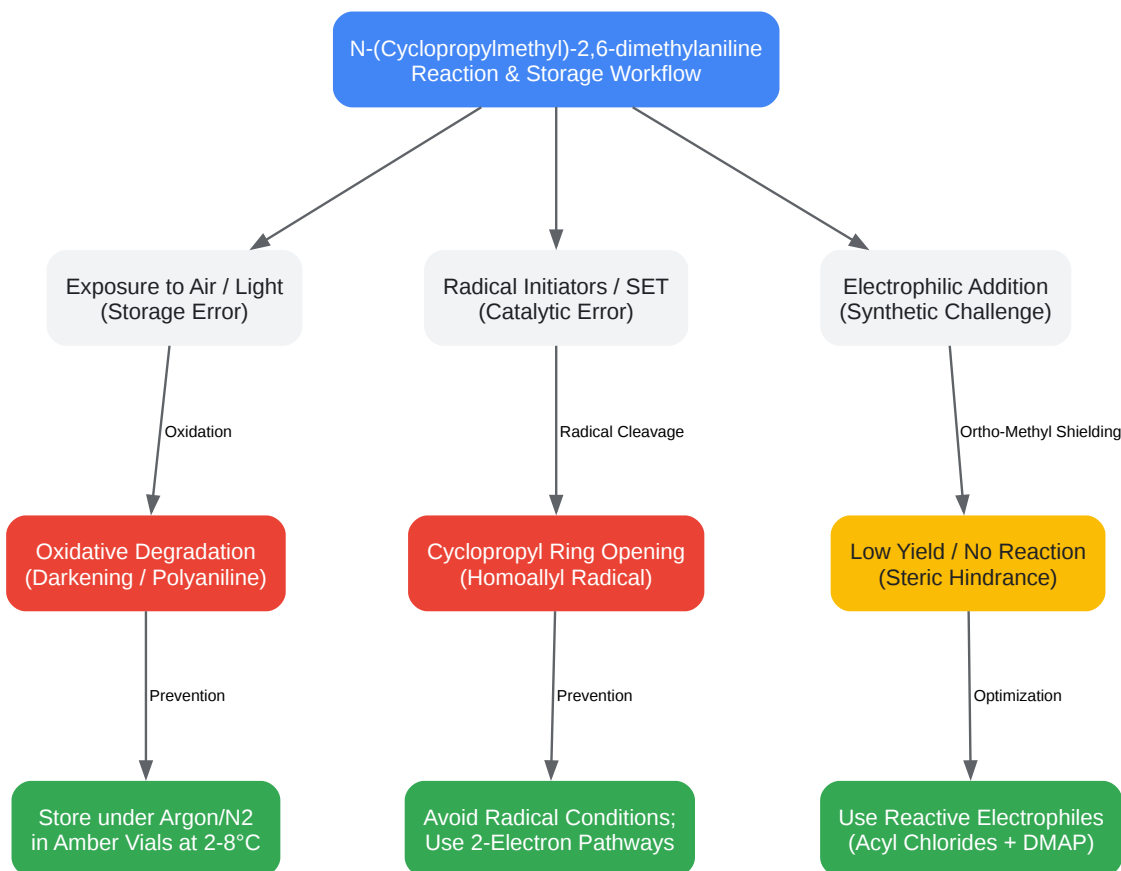 N-(Cyclopropylmethyl)-2,6-dimethylaniline
Reaction & Storage Workflow
Exposure to Air / Light
(Storage Error)
Radical Initiators / SET
(Catalytic Error)
Electrophilic Addition
(Synthetic Challenge)
Oxidation
Radical Cleavage
Ortho-Methyl Shielding
Oxidative Degradation
(Darkening / Polyaniline)
Cyclopropyl Ring Opening
(Homoallyl Radical)
Low Yield / No Reaction
(Steric Hindrance)
Prevention
Prevention
Optimization
Store under Argon/N2
in Amber Vials at 2-8°C
Avoid Radical Conditions;
Use 2-Electron Pathways
Use Reactive Electrophiles
(Acyl Chlorides + DMAP)